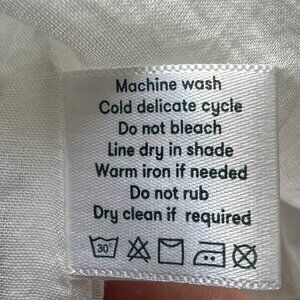 Machine wash
Cold delicate cycle
Do not bleach
Line dry in shade
Warm iron if needed
Do not rub
Dry clean if required
30°